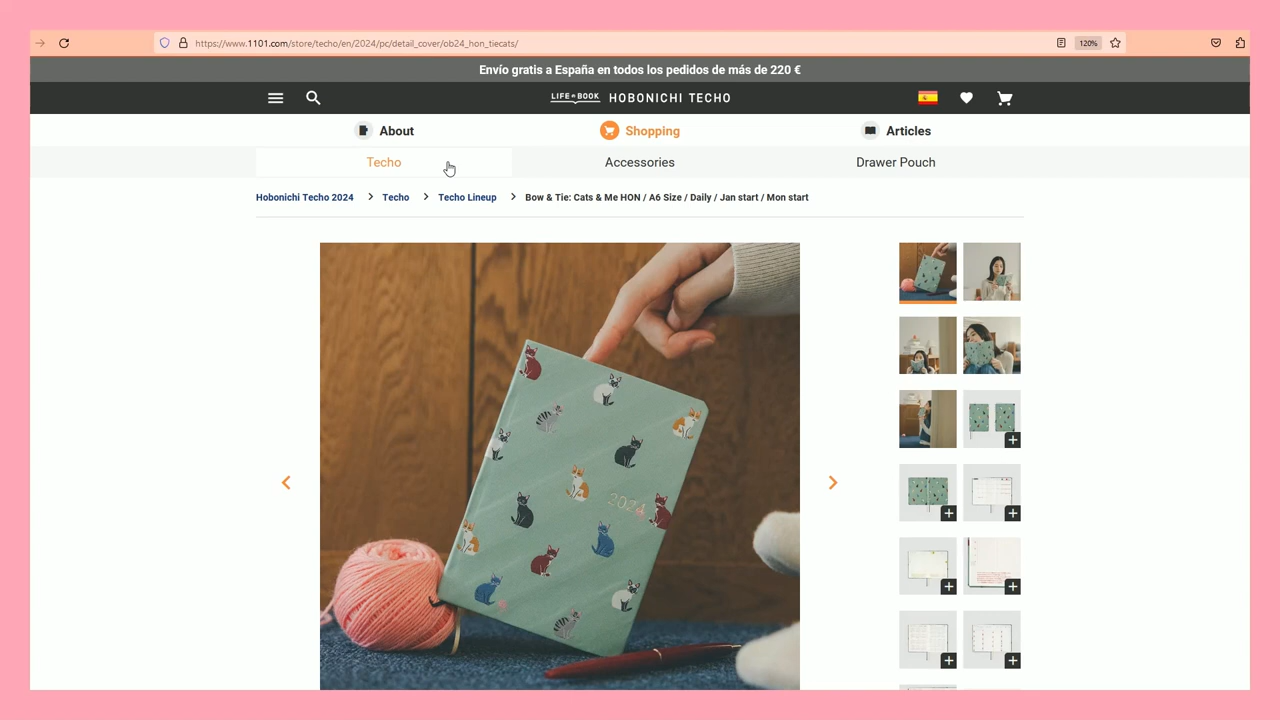 https://www.1101.com/store/techo/en/2024/pc/detail_cover/ob24_hon_tiecats/
120%
Envío gratis a España en todos los pedidos de más de 220 €
LIFE BOOK HOBONICHI TECHO
About
Shopping
Articles
Techo
Accessories
Drawer Pouch
Hobonichi Techo 2024 > Techo > Techo Lineup > Bow & Tie: Cats & Me HON / A6 Size / Daily / Jan start / Mon start
2024